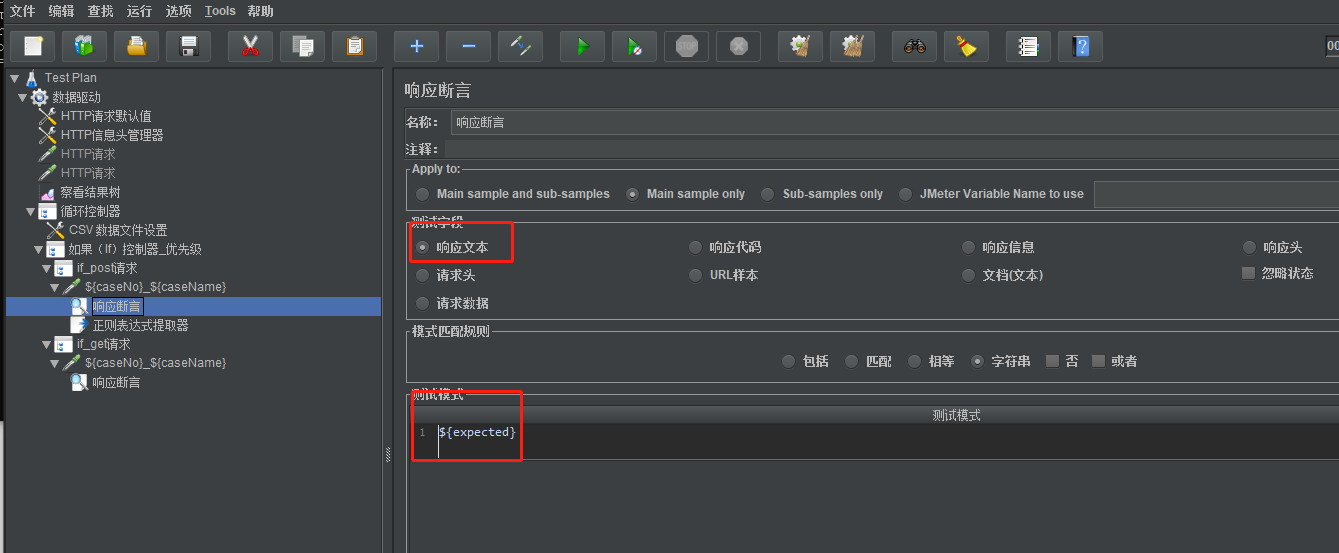 文件 编辑 查找 运行 选项 Tools 帮助
STOP
00
Test Plan
数据驱动
HTTP请求默认值
HTTP信息头管理器
HTTP请求
HTTP请求
察看结果树
循环控制器
CSV 数据文件设置
如果（If）控制器_优先级
if_post请求
${caseNo}_${caseName}
响应断言
正则表达式提取器
if_get请求
${caseNo}_${caseName}
响应断言
响应断言
名称： 响应断言
注释：
Apply to:
Main sample and sub-samples Main sample only Sub-samples only JMeter Variable Name to use
测试字段
响应文本 响应代码 响应信息 响应头
请求头 URL样本 文档(文本) 忽略状态
请求数据
模式匹配规则
包括 匹配 相等 字符串 否 或者
测试模式
测试模式
1 ${expected}